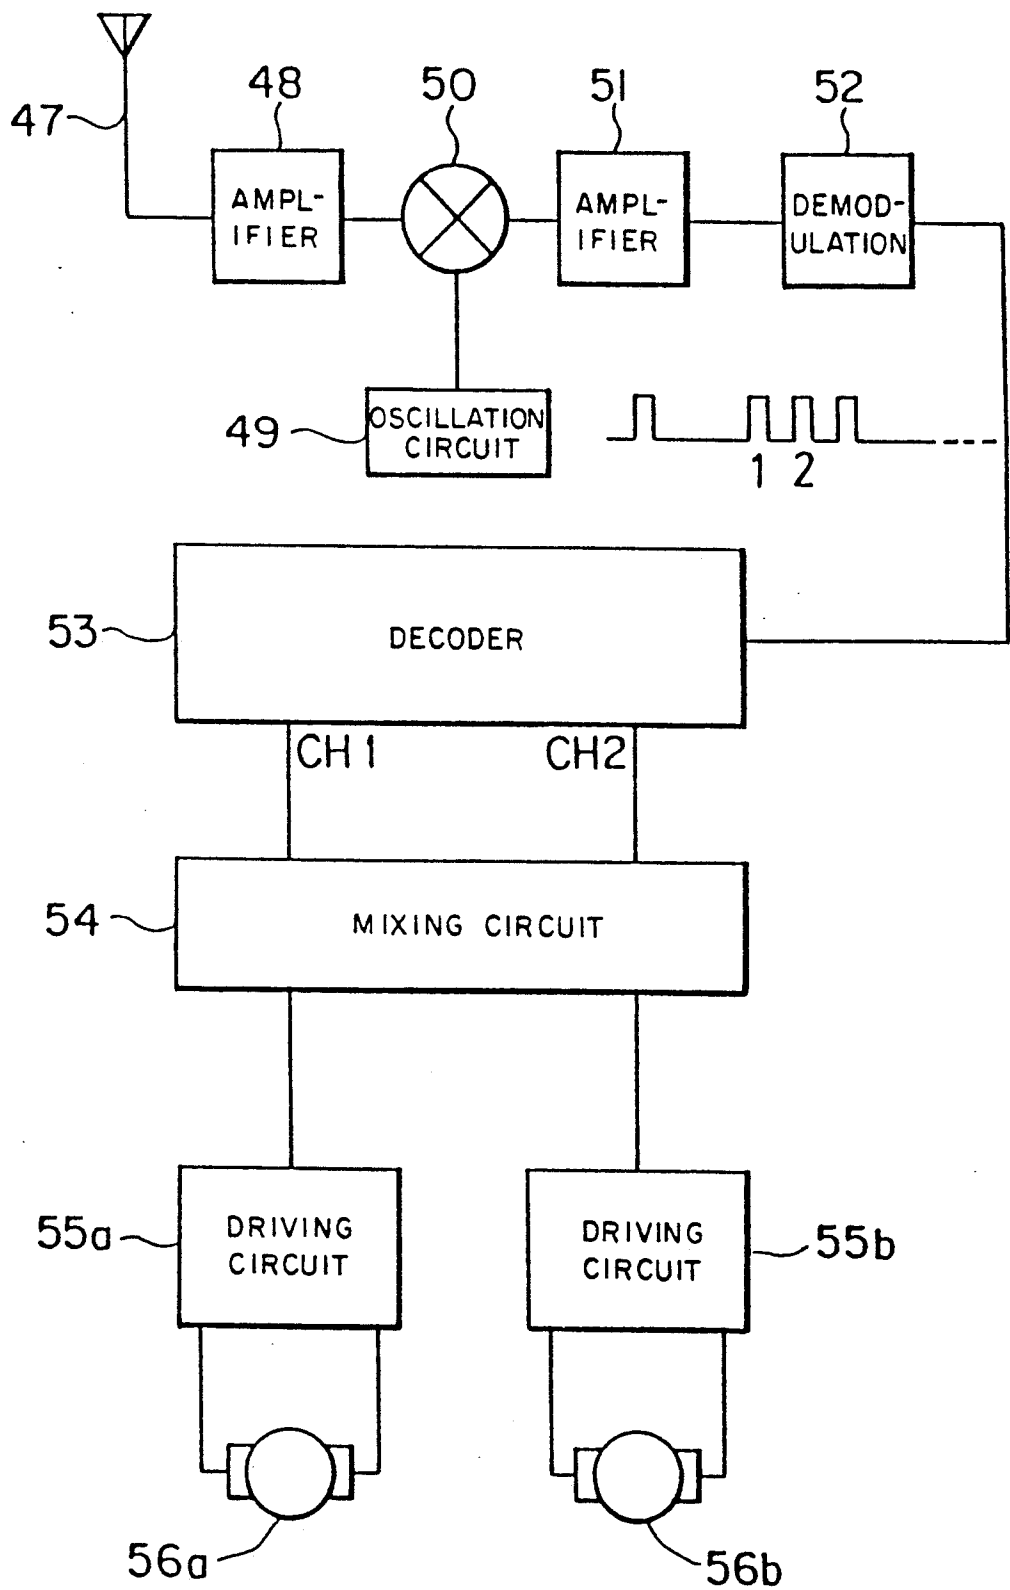 47
48
50
51
52
AMPL-
IFIER
AMPL-
IFIER
DEMOD-
ULATION
49
OSCILLATION
CIRCUIT
1 2
53
DECODER
CH1 CH2
54
MIXING CIRCUIT
55a
DRIVING
CIRCUIT
DRIVING
CIRCUIT
55b
56a
56b